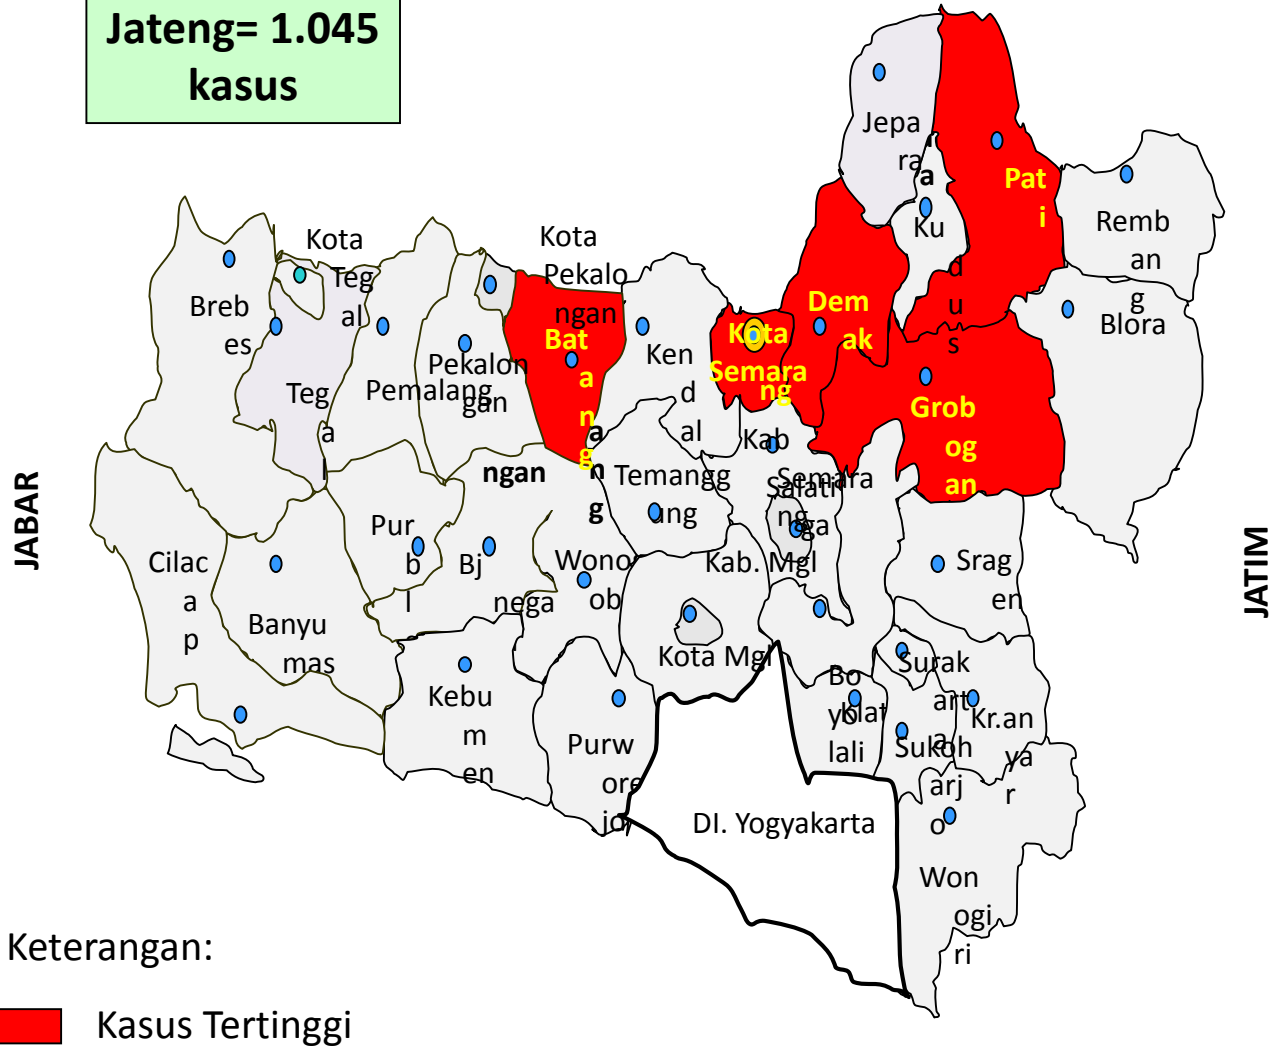 Jateng= 1.045
kasus
Jepa
ra
r
a
Pat
i
Ku
d
u
s
Remb
an
g
Blora
Kota
Teg
al
Kota
Pekalo
ngan
Breb
es
Teg
a
l
Pemalang
Pekalon
gan
Bat
a
n
g
a
n
g
Ken
d
al
Kota
Semara
ng
Dem
ak
Grob
og
an
Kab
Semara
ng
Salati
ga
ngan
Temangg
ung
JABAR
JATIM
Cilac
a
p
Banyu
mas
Pur
b
l
Bj
nega
Wono
ob
Kab. Mgl
Kota Mgl
Srag
en
Kebu
m
en
Purw
ore
jo
Bo
yo
lali
Klat
Surak
art
a
Sukoh
arj
o
Kr.an
ya
r
DI. Yogyakarta
Won
ogi
ri
Keterangan:
Kasus Tertinggi